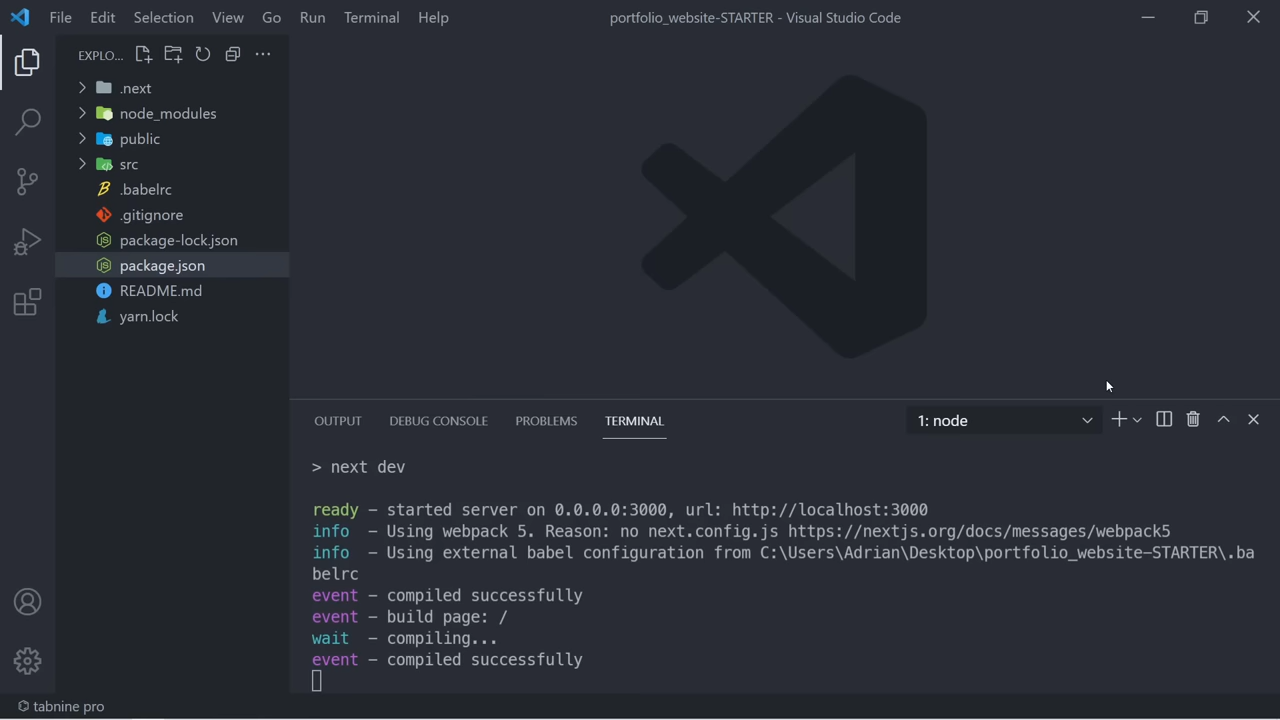 File Edit Selection View Go Run Terminal Help
portfolio_website-STARTER - Visual Studio Code
EXPLO...
.next
node_modules
public
src
.babelrc
.gitignore
package-lock.json
package.json
README.md
yarn.lock
OUTPUT DEBUG CONSOLE PROBLEMS TERMINAL
1: node
> next dev
ready - started server on 0.0.0.0:3000, url: http://localhost:3000
info - Using webpack 5. Reason: no next.config.js https://nextjs.org/docs/messages/webpack5
info - Using external babel configuration from C:\Users\Adrian\Desktop\portfolio_website-STARTER\.ba
belrc
event - compiled successfully
event - build page: /
wait - compiling...
event - compiled successfully
tabnine pro